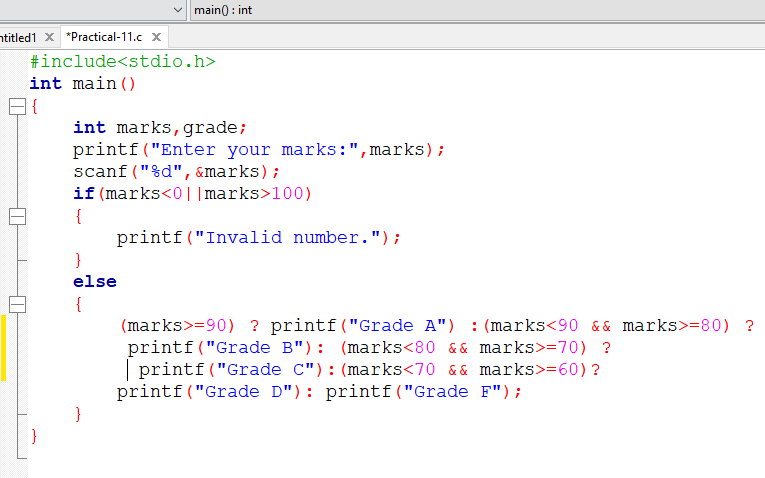 main() : int
ntitled1 *Practical-11.c
#include<stdio.h>
int main()
{
int marks,grade;
printf("Enter your marks:",marks);
scanf("%d",&marks);
if(marks<0||marks>100)
{
printf("Invalid number.");
}
else
{
(marks>=90) ? printf("Grade A") :(marks<90 && marks>=80) ?
printf("Grade B"): (marks<80 && marks>=70) ?
printf("Grade C"):(marks<70 && marks>=60)?
printf("Grade D"): printf("Grade F");
}
}